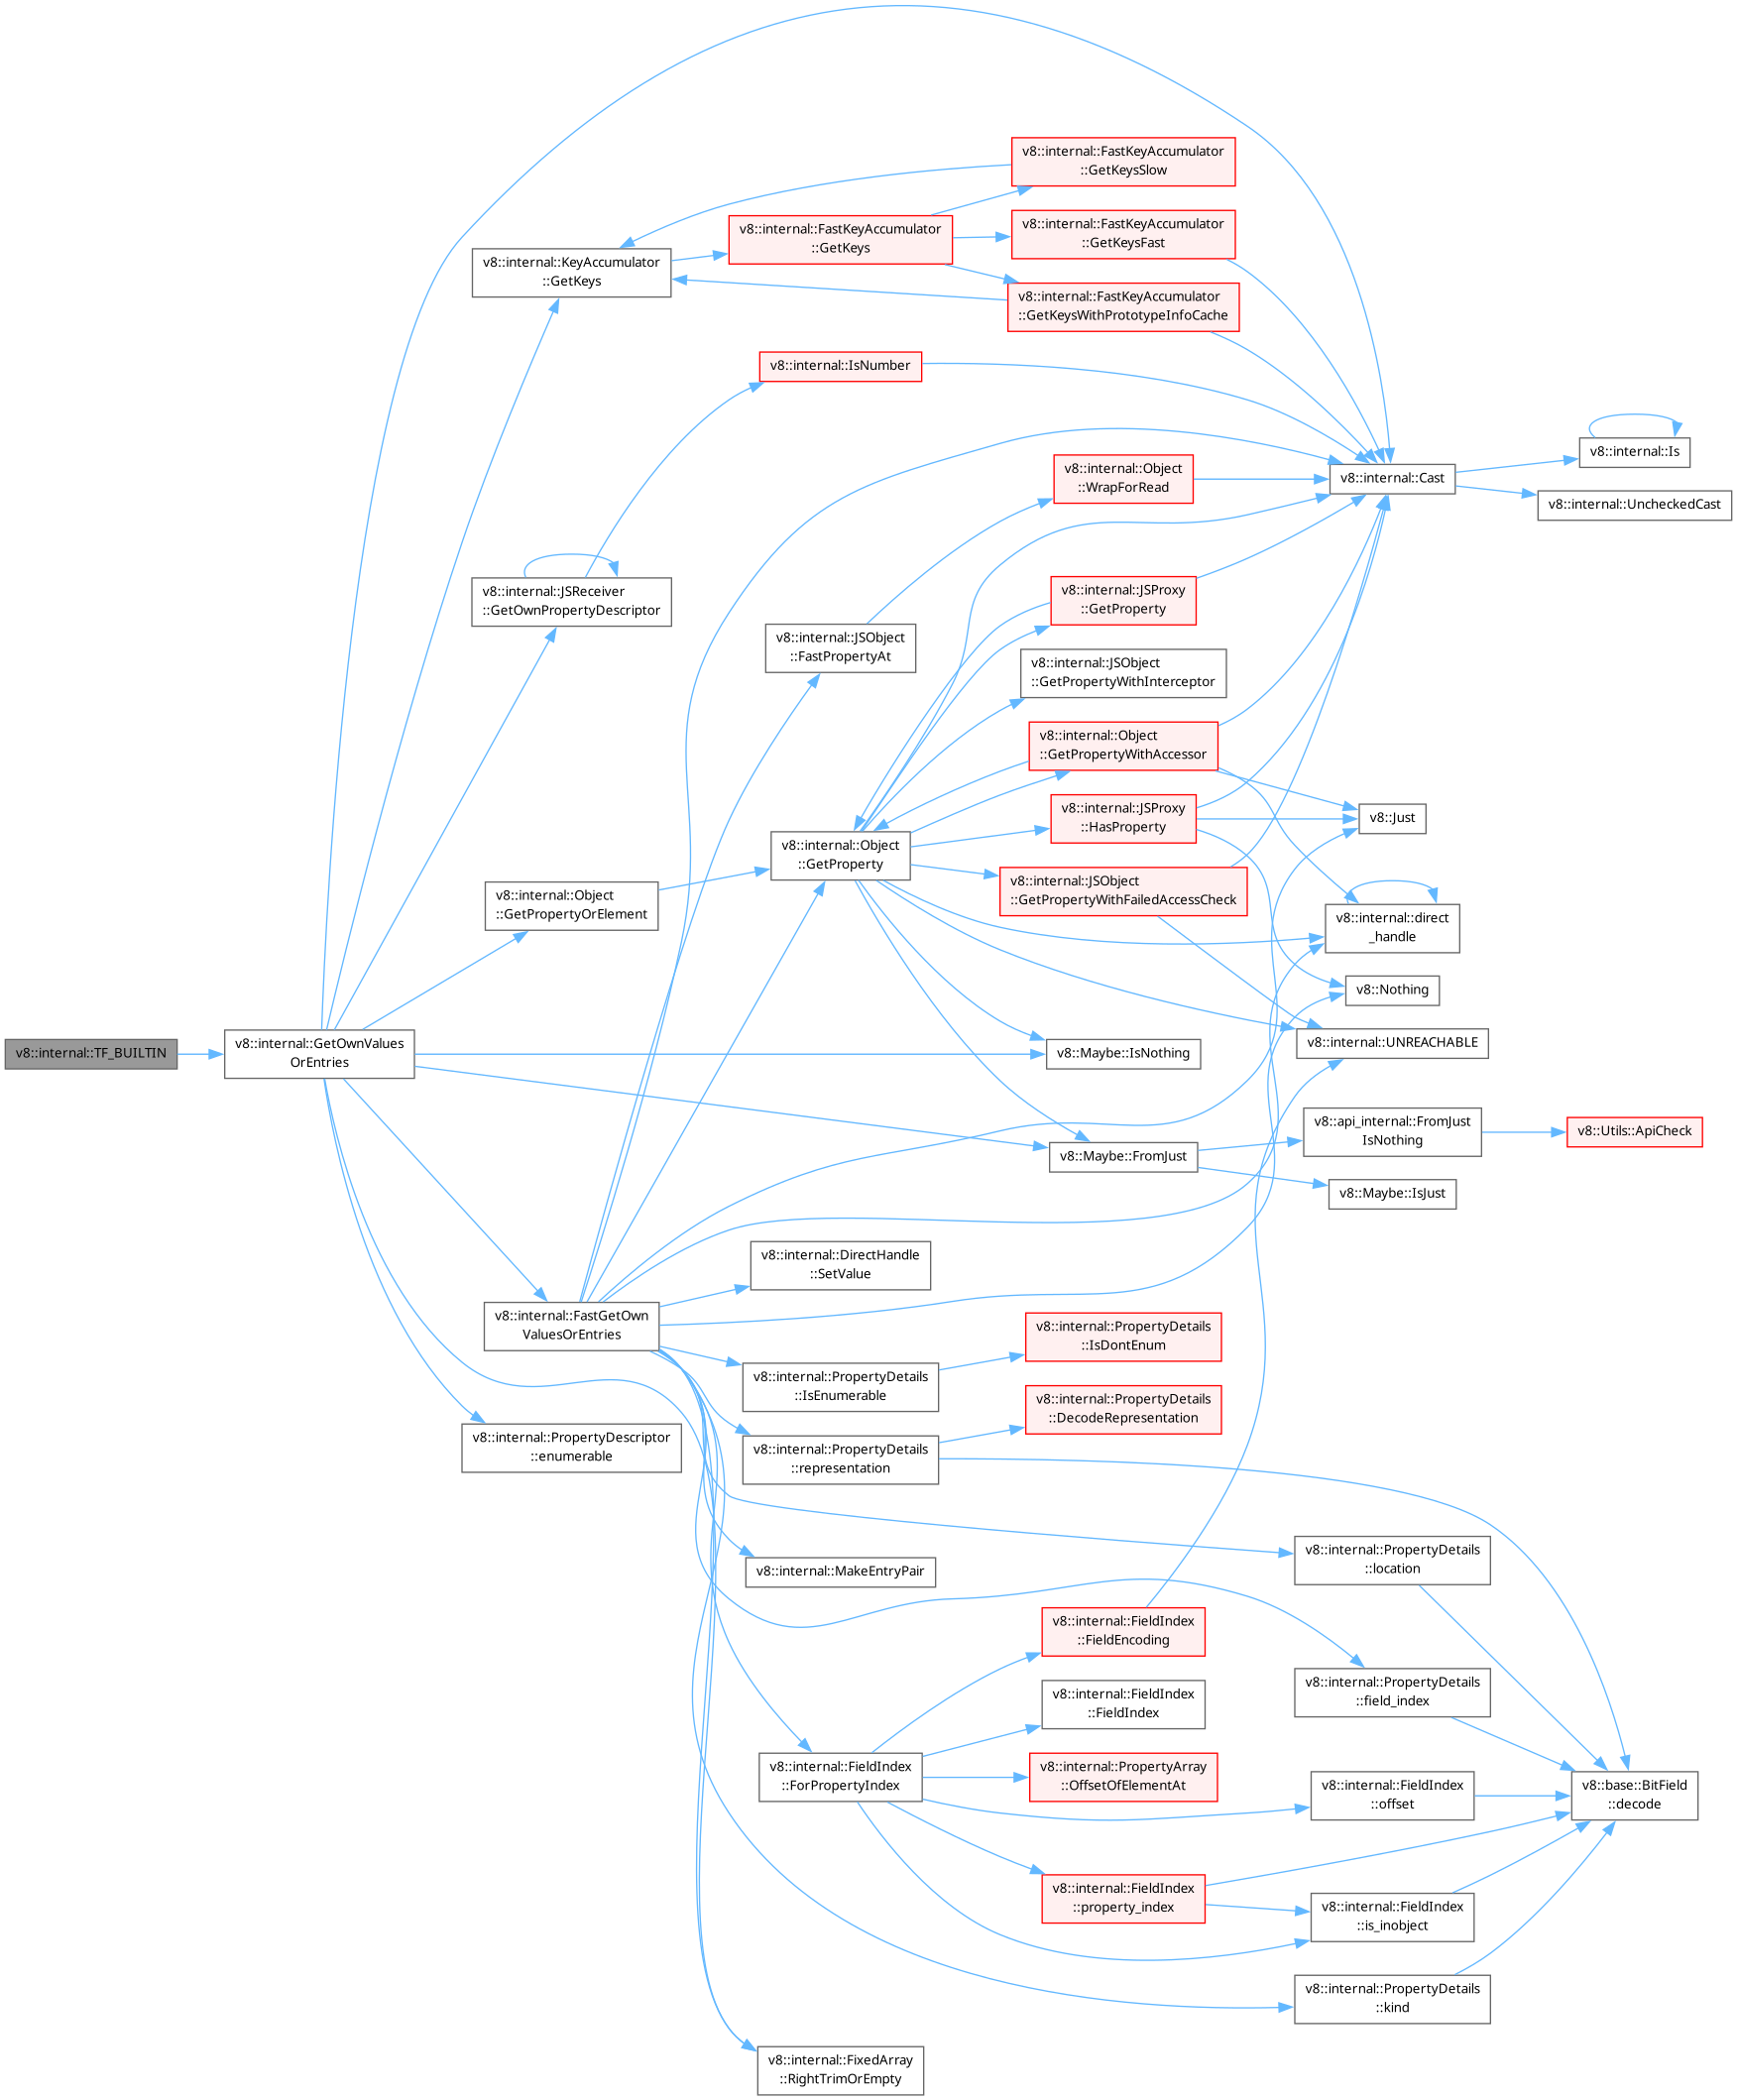 v8::internal::FastKeyAccumulator
::GetKeysSlow
v8::internal::FastKeyAccumulator
::GetKeys
v8::internal::FastKeyAccumulator
::GetKeysFast
v8::internal::KeyAccumulator
::GetKeys
v8::internal::FastKeyAccumulator
::GetKeysWithPrototypeInfoCache
v8::internal::IsNumber
v8::internal::Is
v8::internal::Object
::WrapForRead
v8::internal::Cast
v8::internal::UncheckedCast
v8::internal::JSReceiver
::GetOwnPropertyDescriptor
v8::internal::JSProxy
::GetProperty
v8::internal::JSObject
::FastPropertyAt
v8::internal::JSObject
::GetPropertyWithInterceptor
v8::internal::Object
::GetPropertyWithAccessor
v8::internal::JSProxy
::HasProperty
v8::Just
v8::internal::Object
::GetProperty
v8::internal::JSObject
::GetPropertyWithFailedAccessCheck
v8::internal::Object
::GetPropertyOrElement
v8::internal::direct
_handle
v8::Nothing
v8::internal::TF_BUILTIN
v8::internal::GetOwnValues
OrEntries
v8::Maybe::IsNothing
v8::internal::UNREACHABLE
v8::Maybe::FromJust
v8::api_internal::FromJust
IsNothing
v8::Utils::ApiCheck
v8::Maybe::IsJust
v8::internal::DirectHandle
::SetValue
v8::internal::FastGetOwn
ValuesOrEntries
v8::internal::PropertyDetails
::IsDontEnum
v8::internal::PropertyDetails
::IsEnumerable
v8::internal::PropertyDetails
::DecodeRepresentation
v8::internal::PropertyDescriptor
::enumerable
v8::internal::PropertyDetails
::representation
v8::internal::MakeEntryPair
v8::internal::PropertyDetails
::location
v8::internal::FieldIndex
::FieldEncoding
v8::internal::FieldIndex
::FieldIndex
v8::internal::PropertyDetails
::field_index
v8::internal::FieldIndex
::ForPropertyIndex
v8::internal::PropertyArray
::OffsetOfElementAt
v8::internal::FieldIndex
::offset
v8::base::BitField
::decode
v8::internal::FieldIndex
::property_index
v8::internal::FieldIndex
::is_inobject
v8::internal::PropertyDetails
::kind
v8::internal::FixedArray
::RightTrimOrEmpty